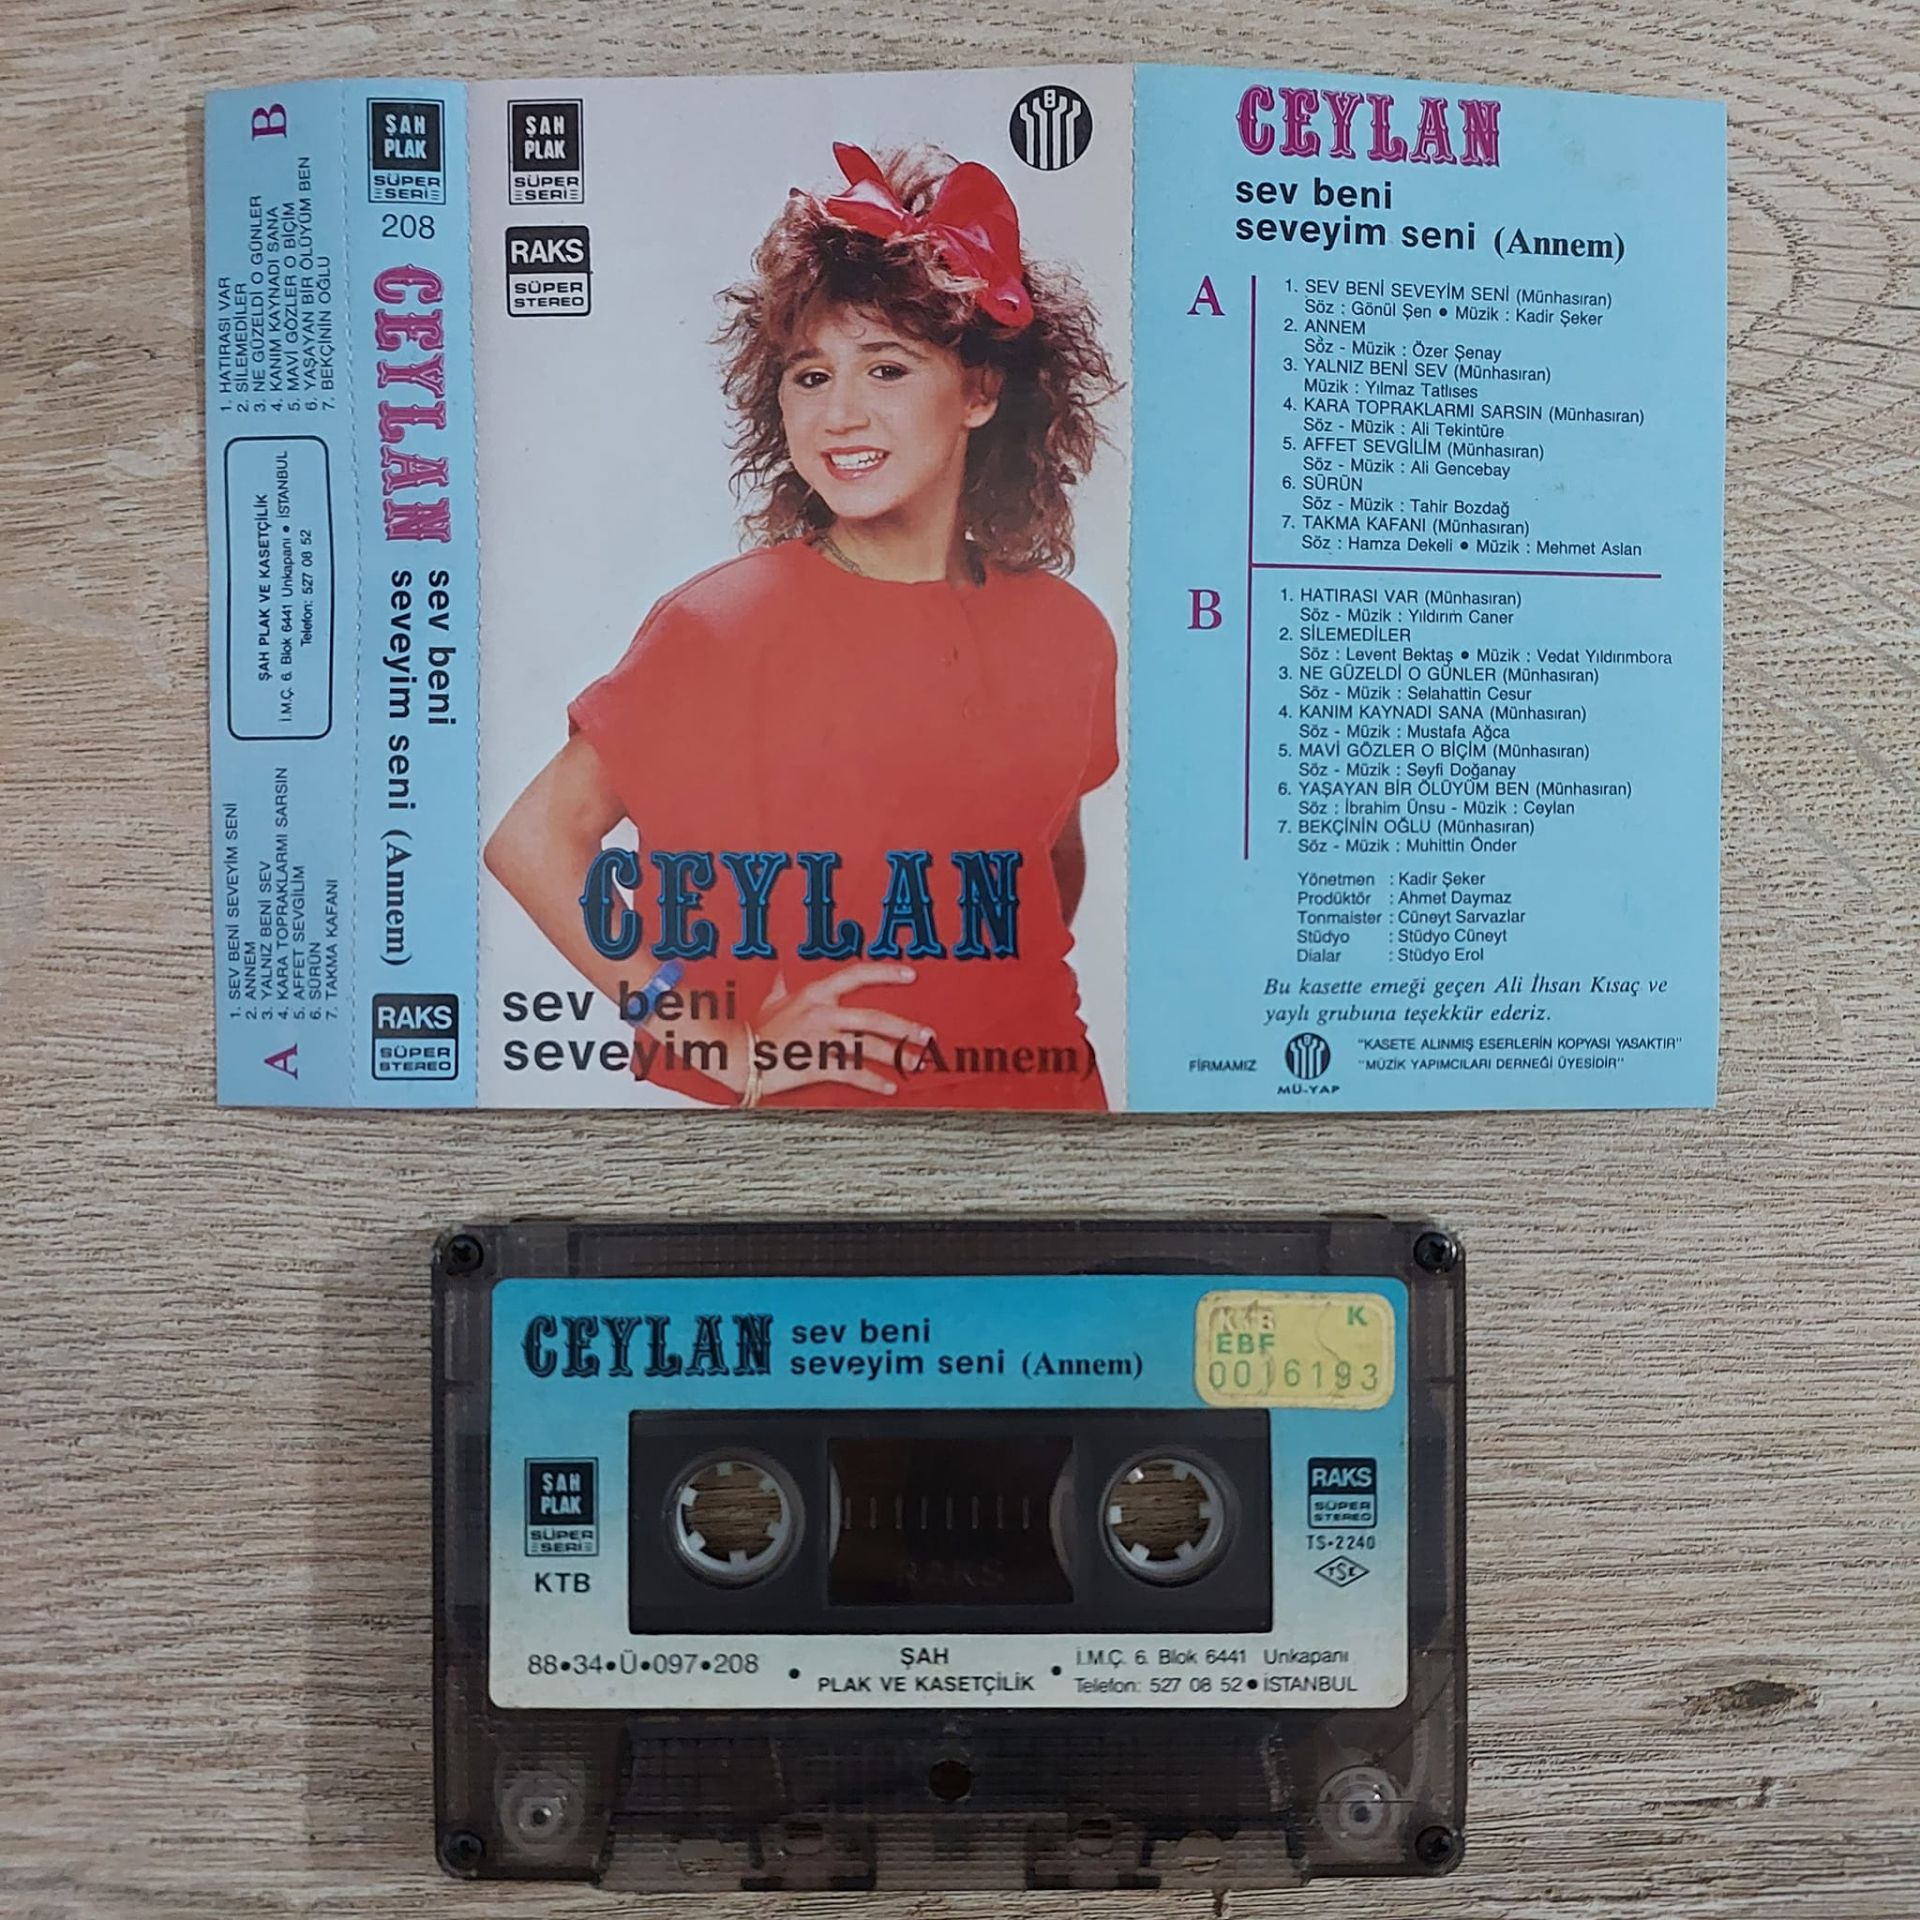 B
1. HATIRASI VAR
2. SİLEMEDİLER
3. NE GÜZELDİ O GÜNLER
4. KANIM KAYNADI SANA
5. MAVİ GÖZLER O BİÇİM
6. YAŞAYAN BİR ÖLÜYÜM BEN
7. BEKÇİNİN OĞLU
ŞAH PLAK VE KASETÇİLİK
İ.M.Ç. 6. Blok 6441 Unkapanı • İSTANBUL
Telefon: 527 08 52
1. SEV BENİ SEVEYİM SENİ
2. ANNEM
3. YALNIZ BENİ SEV
4. KARA TOPRAKLARMI SARSIN
5. AFFET SEVGİLİM
6. SÜRÜN
7. TAKMA KAFANI
A
ŞAH
PLAK
SÜPER
SERİ
208
CEYLAN
sev beni
seveyim seni (Annem)
RAKS
SÜPER
STEREO
ŞAH
PLAK
SÜPER
SERİ
RAKS
SÜPER
STEREO
CEYLAN
sev beni
seveyim seni (Annem)
CEYLAN
sev beni
seveyim seni (Annem)
A
1. SEV BENİ SEVEYİM SENİ (Münhasıran)
Söz : Gönül Şen • Müzik : Kadir Şeker
2. ANNEM
Söz - Müzik : Özer Şenay
3. YALNIZ BENİ SEV (Münhasıran)
Müzik : Yılmaz Tatlıses
4. KARA TOPRAKLARMI SARSIN (Münhasıran)
Söz - Müzik : Ali Tekintüre
5. AFFET SEVGİLİM (Münhasıran)
Söz - Müzik : Ali Gencebay
6. SÜRÜN
Söz - Müzik : Tahir Bozdağ
7. TAKMA KAFANI (Münhasıran)
Söz : Hamza Dekeli • Müzik : Mehmet Aslan
B
1. HATIRASI VAR (Münhasıran)
Söz - Müzik : Yıldırım Caner
2. SİLEMEDİLER
Söz : Levent Bektaş • Müzik : Vedat Yıldırımbora
3. NE GÜZELDİ O GÜNLER (Münhasıran)
Söz - Müzik : Selahattin Cesur
4. KANIM KAYNADI SANA (Münhasıran)
Söz - Müzik : Mustafa Ağca
5. MAVİ GÖZLER O BİÇİM (Münhasıran)
Söz - Müzik : Seyfi Doğanay
6. YAŞAYAN BİR ÖLÜYÜM BEN (Münhasıran)
Söz : İbrahim Ünsu - Müzik : Ceylan
7. BEKÇİNİN OĞLU (Münhasıran)
Söz - Müzik : Muhittin Önder
Yönetmen : Kadir Şeker
Prodüktör : Ahmet Daymaz
Tonmaister : Cüneyt Sarvazlar
Stüdyo : Stüdyo Cüneyt
Dialar : Stüdyo Erol
Bu kasette emeği geçen Ali İhsan Kısaç ve
yaylı grubuna teşekkür ederiz.
FİRMAMIZ
MÜ-YAP
"KASETE ALINMIŞ ESERLERİN KOPYASI YASAKTIR"
"MÜZİK YAPIMCILARI DERNEĞİ ÜYESİDİR"
CEYLAN sev beni
seveyim seni (Annem)
KTB K
EBF
0016193
ŞAH
PLAK
SÜPER
SERİ
KTB
RAKS
RAKS
SÜPER
STEREO
TS-2240
TSE
88•34•Ü•097•208
• ŞAH
PLAK VE KASETÇİLİK
• İ.M.Ç. 6. Blok 6441 Unkapanı
Telefon: 527 08 52 • İSTANBUL